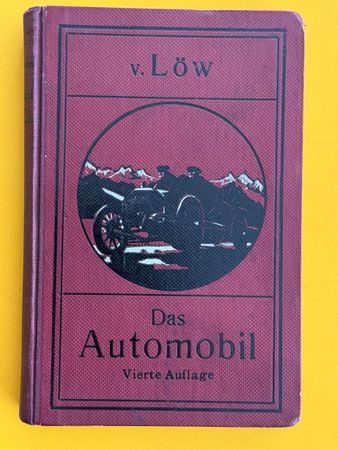 v. Löw
Das
Automobil
Vierte Auflage